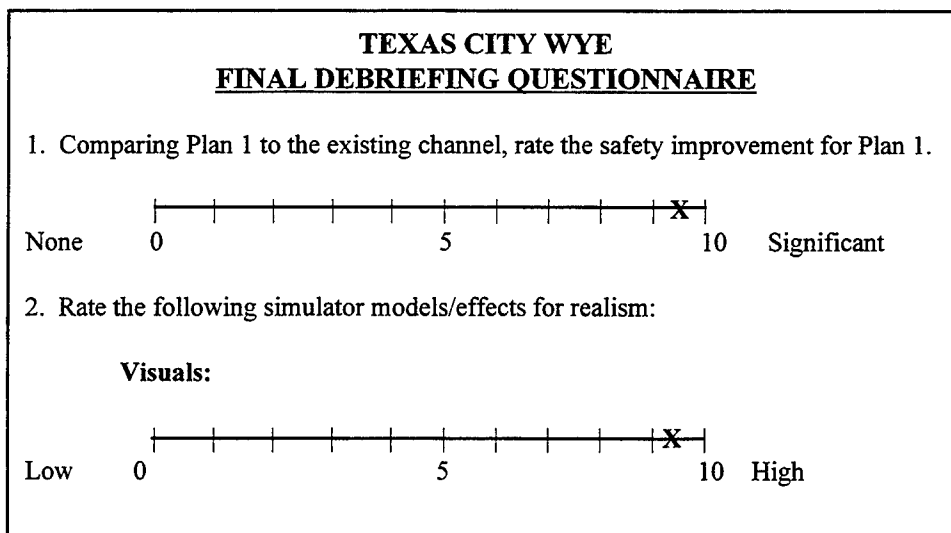 TEXAS CITY WYE
FINAL DEBRIEFING QUESTIONNAIRE
1. Comparing Plan 1 to the existing channel, rate the safety improvement for Plan 1.
X
None 0 5 10 Significant
2. Rate the following simulator models/effects for realism:
Visuals:
X
Low 0 5 10 High